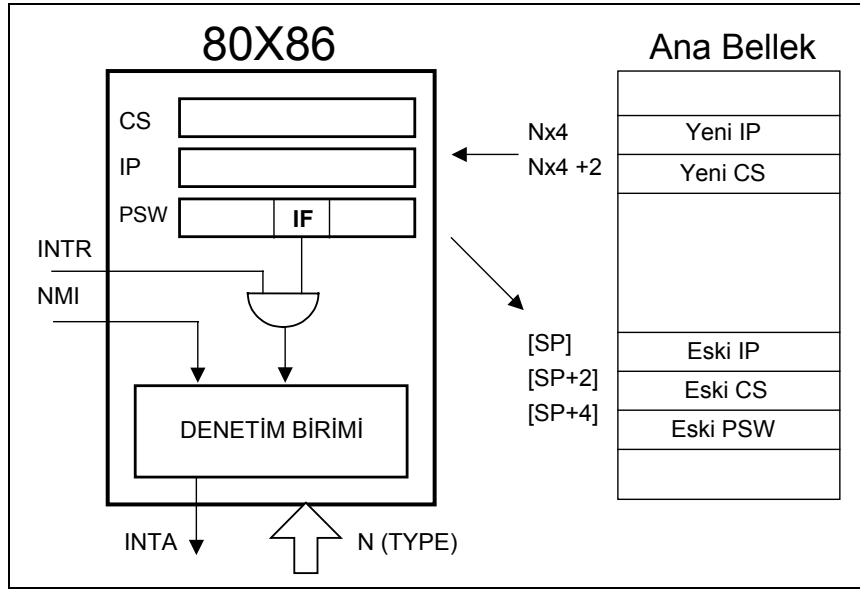 80X86
Ana Bellek
CS
IP
PSW
IF
INTR
NMI
DENETİM BİRİMİ
INTA
N (TYPE)
Nx4
Nx4 +2
Yeni IP
Yeni CS
[SP]
[SP+2]
[SP+4]
Eski IP
Eski CS
Eski PSW